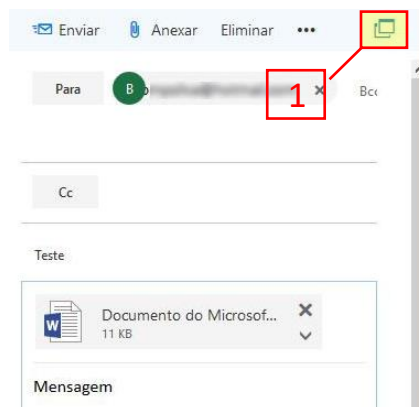 Enviar Anexar Eliminar •••
Para B 1 × Bcc
Cc
Teste
Documento do Microsof...
W 11 KB
Mensagem